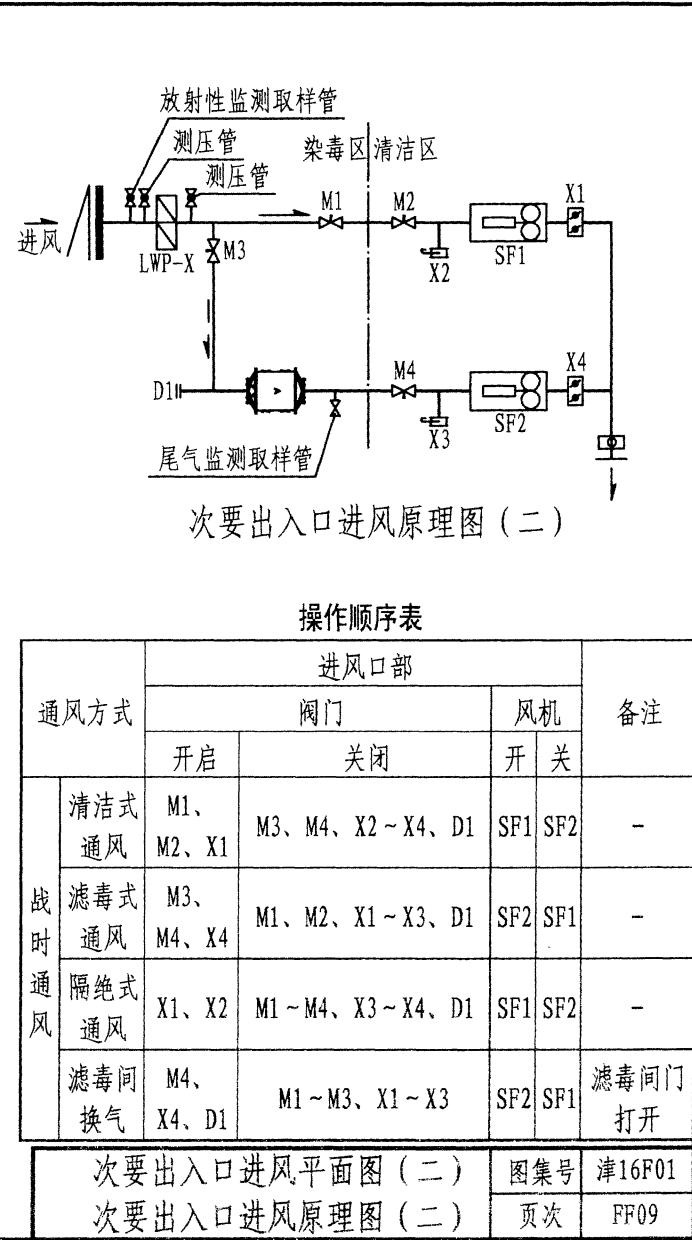 放射性监测取样管
测压管
测压管
染毒区
清洁区
进风
LWP-X
M1
M2
X1
X2
SF1
M3
D1
M4
X4
X3
SF2
尾气监测取样管
次要出入口进风原理图(二)
操作顺序表
通风方式
进风口部
备注
阀门
风机
开启
关闭
开
关
战时通风
清洁式
通风
M1、
M2、X1
M3、M4、X2~X4、D1
SF1
SF2
-
滤毒式
通风
M3、
M4、X4
M1、M2、X1~X3、D1
SF2
SF1
-
隔绝式
通风
X1、X2
M1~M4、X3~X4、D1
SF1
SF2
-
滤毒间
换气
M4、
X4、D1
M1~M3、X1~X3
SF2
SF1
滤毒间门
打开
次要出入口进风平面图(二)
次要出入口进风原理图(二)
图集号
津16F01
页次
FF09